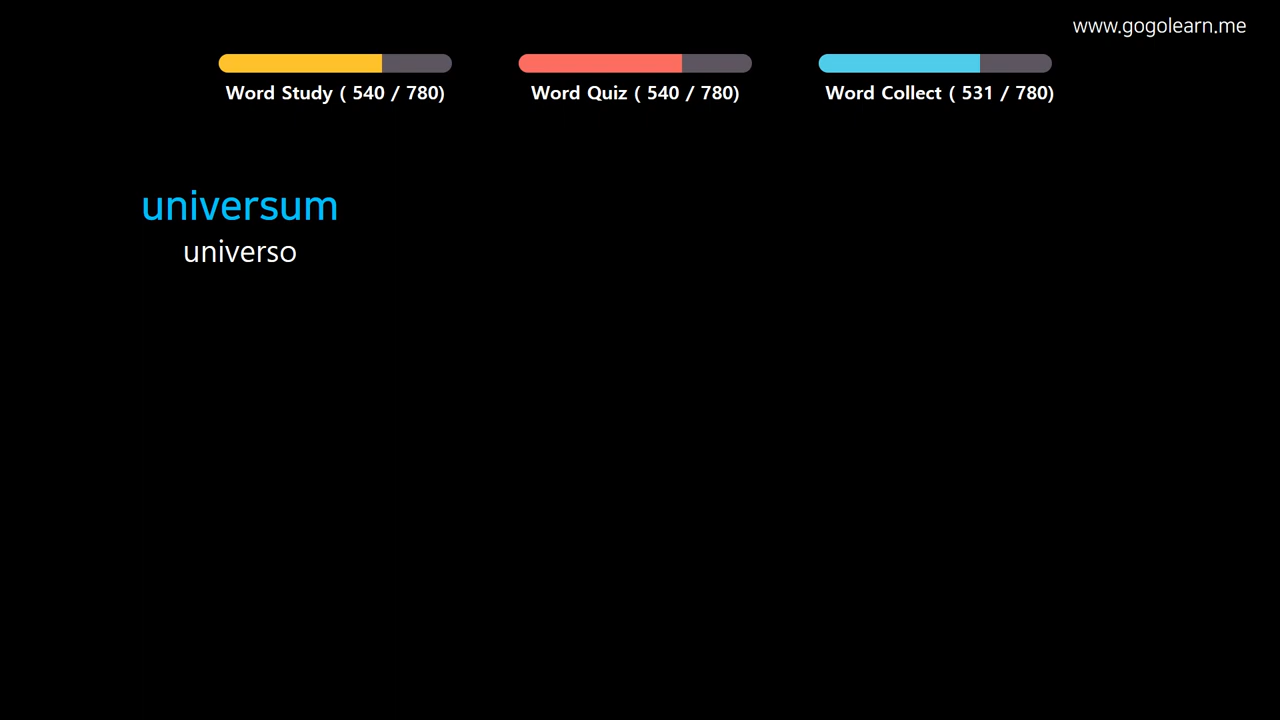 www.gogolearn.me
Word Study ( 540 / 780)
Word Quiz ( 540 / 780)
Word Collect ( 531 / 780)
universum
universo